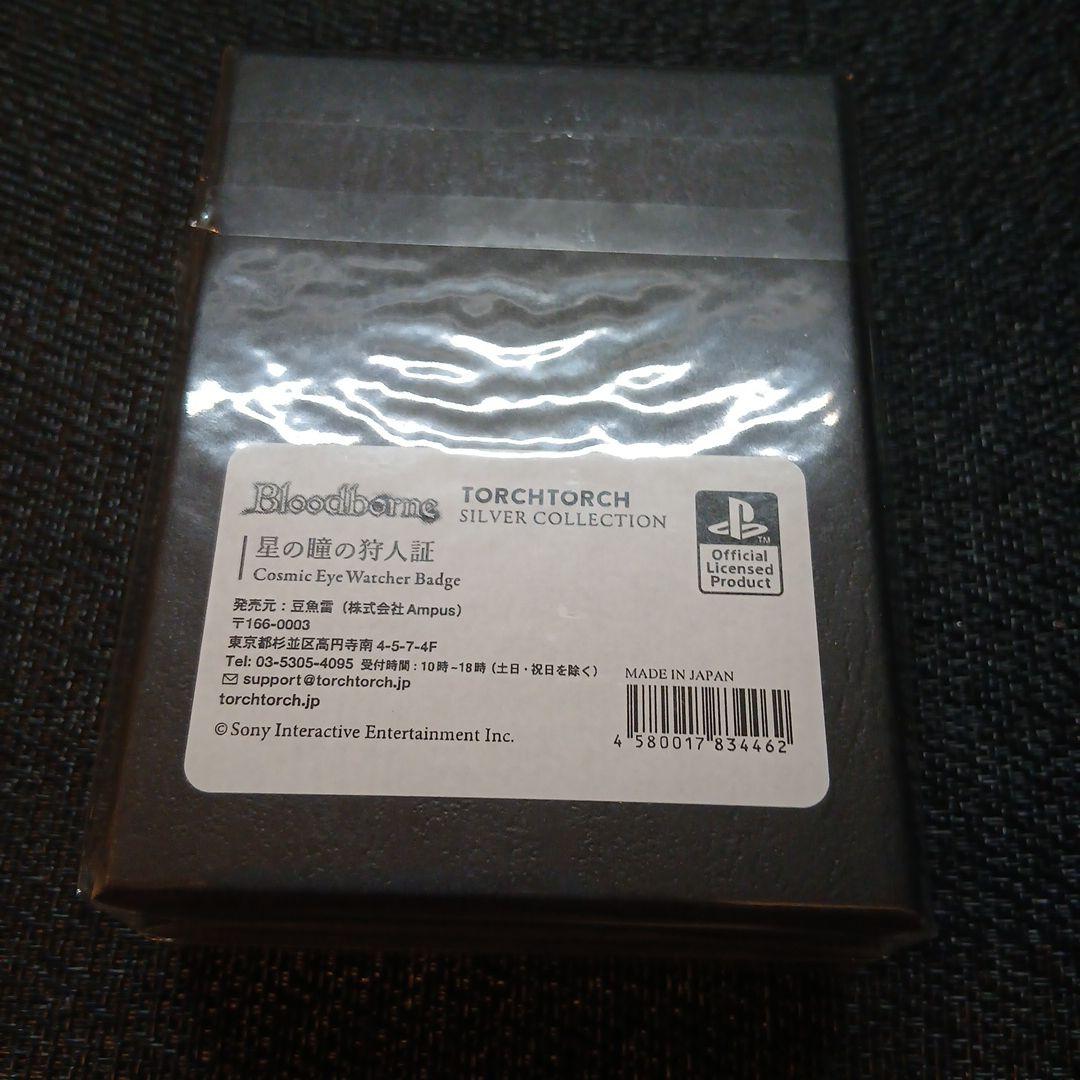 Bloodborne
TORCHTORCH
SILVER COLLECTION
星の瞳の狩人証
Cosmic Eye Watcher Badge
TM
Official
Licensed
Product
発売元:豆魚雷(株式会社Ampus)
〒166-0003
東京都杉並区高円寺南4-5-7-4F
Tel: 03-5305-4095 受付時間:10時~18時(土日・祝日を除く)
support@torchtorch.jp
torchtorch.jp
©Sony Interactive Entertainment Inc.
MADE IN JAPAN
4 580017 834462